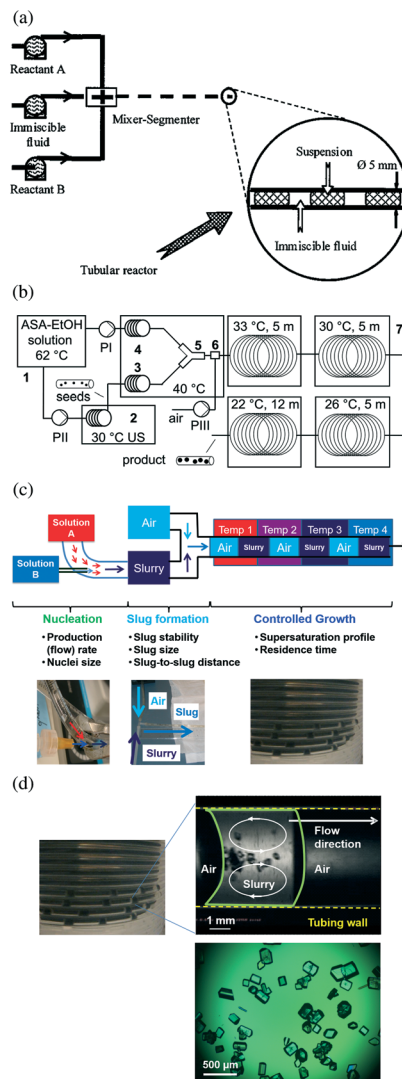 (a)
Reactant A
Immiscible
fluid
Reactant B
Mixer-Segmenter
Suspension
Ø 5 mm
Immiscible fluid
Tubular reactor
(b)
ASA-EtOH
solution
62 °C
1
PI
4
3
5
6
40 °C
seeds
PII
2
30 °C US
air
PIII
product
33 °C, 5 m
30 °C, 5 m
7
22 °C, 12 m
26 °C, 5 m
(c)
Solution
A
Solution
B
Air
Slurry
Temp 1
Temp 2
Temp 3
Temp 4
Air
Slurry
Air
Slurry
Air
Slurry
Nucleation
• Production
(flow) rate
• Nuclei size
Slug formation
• Slug stability
• Slug size
• Slug-to-slug distance
Controlled Growth
• Supersaturation profile
• Residence time
Air
Slug
Slurry
(d)
Air
Slurry
Flow
direction
Air
1 mm
Tubing wall
500 µm